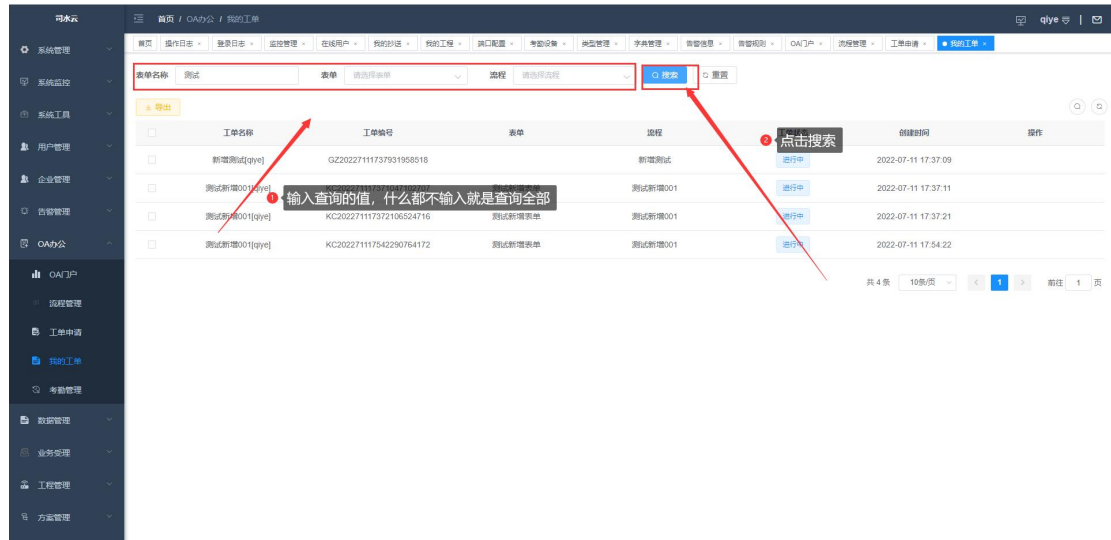 司水云
首页 / OA办公 / 我的工单
qiye
系统管理
系统监控
系统工具
用户管理
企业管理
告警管理
OA办公
OA门户
流程管理
工单申请
我的工单
考勤管理
数据管理
业务受理
工程管理
方案管理
首页 操作日志 × 登录日志 × 监控管理 × 在线用户 × 我的抄送 × 我的工程 × 端口配置 × 考勤设备 × 类型管理 × 字典管理 × 告警信息 × 告警规则 × OA门户 × 流程管理 × 工单申请 × 我的工单 ×
表单名称 测试 表单 请选择表单 流程 请选择流程 搜索 重置
导出
工单名称 工单编号 表单 流程 创建时间 操作
2 点击搜索
新增测试[qiye] GZ202271117379319585​18 新增测试 进行中 2022-07-11 17:37:09
测试新增001[qiye] 测试新增001 进行中 2022-07-11 17:37:11
1 输入查询的值，什么都不输入就是查询全部
测试新增001[qiye] KC202271117372106524716 测试新增表单 测试新增001 进行中 2022-07-11 17:37:21
测试新增001[qiye] KC202271117542290764172 测试新增表单 测试新增001 进行中 2022-07-11 17:54:22
共 4 条 10条/页 < 1 > 前往 1 页